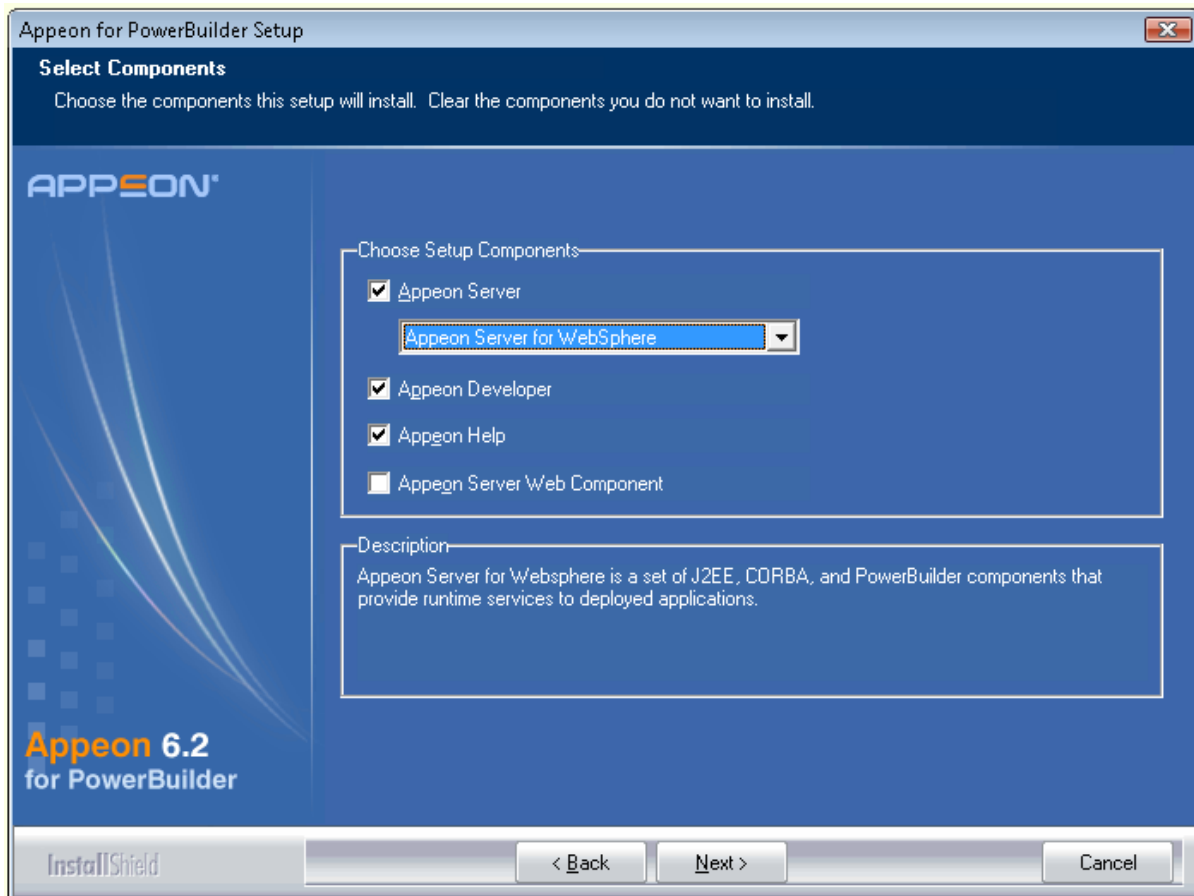 Appeon for PowerBuilder Setup
Select Components
Choose the components this setup will install. Clear the components you do not want to install.
APPEON
Choose Setup Components
Appeon Server
Appeon Server for WebSphere
Appeon Developer
Appeon Help
Appeon Server Web Component
Description
Appeon Server for Websphere is a set of J2EE, CORBA, and PowerBuilder components that
provide runtime services to deployed applications.
Appeon 6.2
for PowerBuilder
InstallShield
< Back
Next >
Cancel